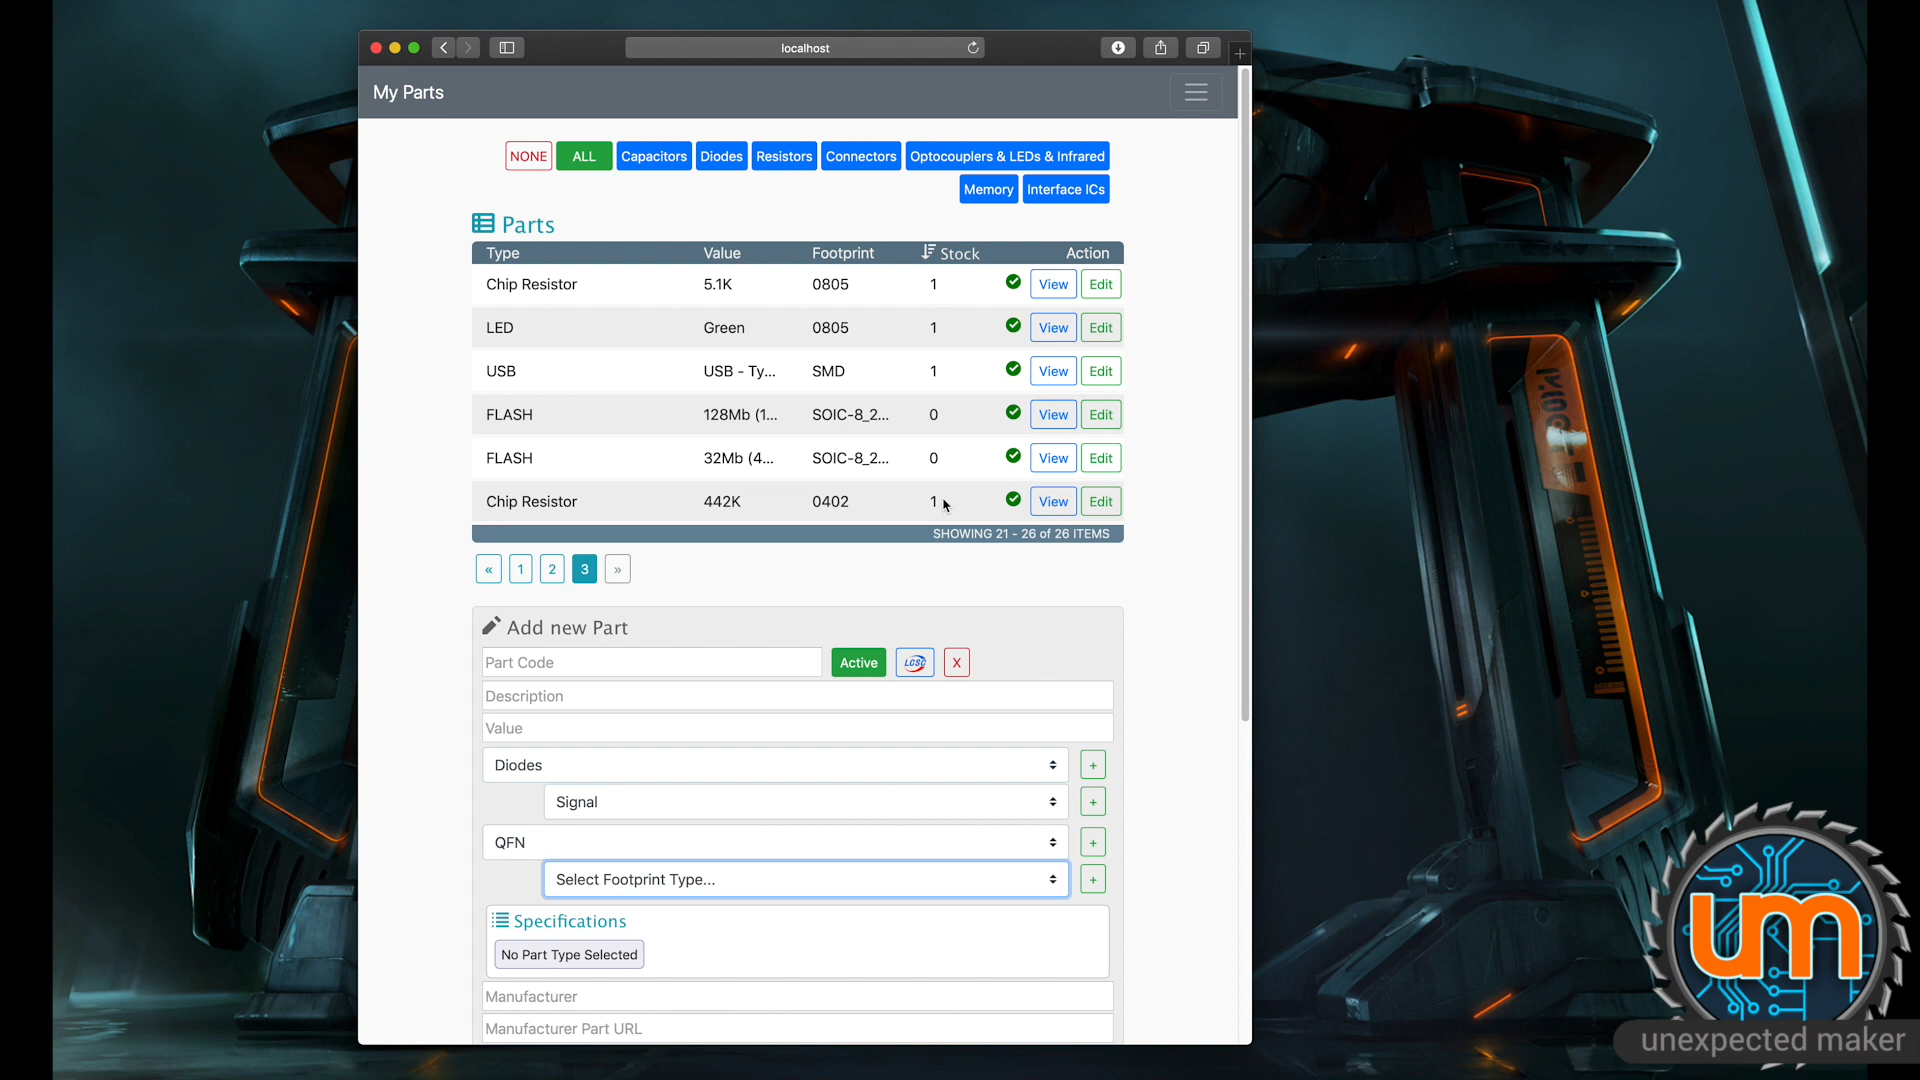 localhost
My Parts
NONE ALL Capacitors Diodes Resistors Connectors Optocouplers & LEDs & Infrared
Memory Interface ICs
Parts
Type Value Footprint Stock Action
Chip Resistor 5.1K 0805 1 View Edit
LED Green 0805 1 View Edit
USB USB - Ty... SMD 1 View Edit
FLASH 128Mb (1... SOIC-8_2... 0 View Edit
FLASH 32Mb (4... SOIC-8_2... 0 View Edit
Chip Resistor 442K 0402 1 View Edit
SHOWING 21 - 26 of 26 ITEMS
« 1 2 3 »
Add new Part
Part Code Active LCSC X
Description
Value
Diodes +
Signal +
QFN +
Select Footprint Type... +
Specifications
No Part Type Selected
Manufacturer
Manufacturer Part URL
um
unexpected maker